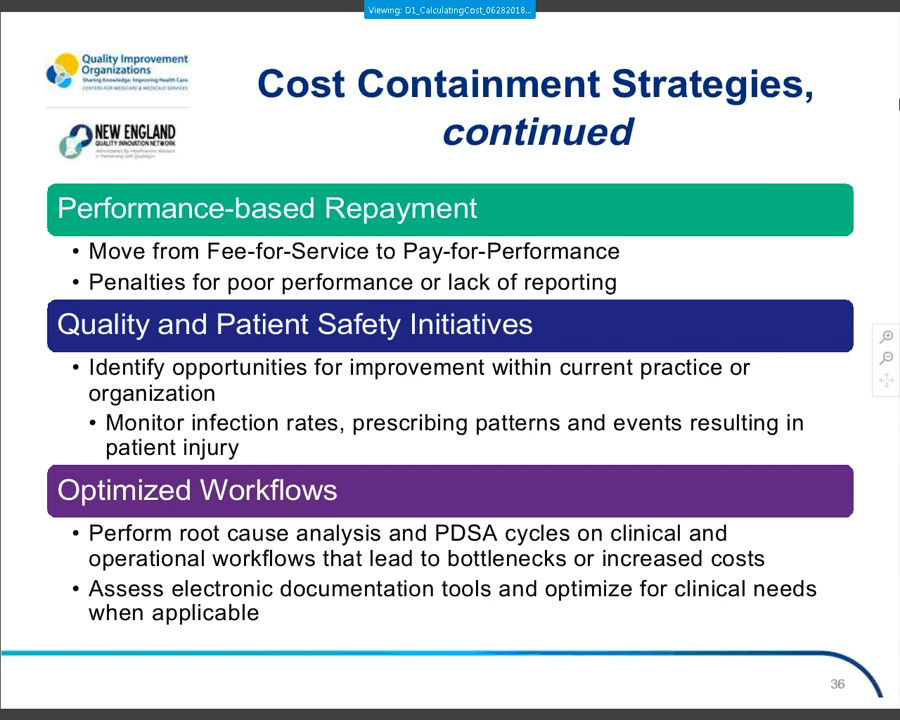 Viewing: D1_CalculatingCost_06282018...
Quality Improvement
Organizations
Sharing Knowledge. Improving Health Care.
CENTERS FOR MEDICARE & MEDICAID SERVICES
NEW ENGLAND
QUALITY INNOVATION NETWORK
Cost Containment Strategies,
continued
Performance-based Repayment
• Move from Fee-for-Service to Pay-for-Performance
• Penalties for poor performance or lack of reporting
Quality and Patient Safety Initiatives
• Identify opportunities for improvement within current practice or
organization
• Monitor infection rates, prescribing patterns and events resulting in
patient injury
Optimized Workflows
• Perform root cause analysis and PDSA cycles on clinical and
operational workflows that lead to bottlenecks or increased costs
• Assess electronic documentation tools and optimize for clinical needs
when applicable
36